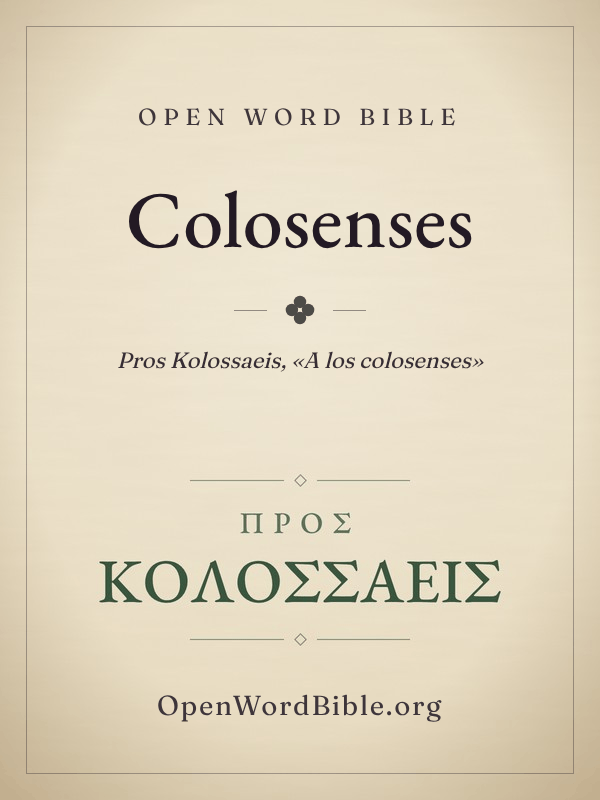 OPEN WORD BIBLE
Colosenses
Pros Kolossaeis, «A los colosenses»
ΠΡΟΣ
ΚΟΛΟΣΣΑΕΙΣ
OpenWordBible.org